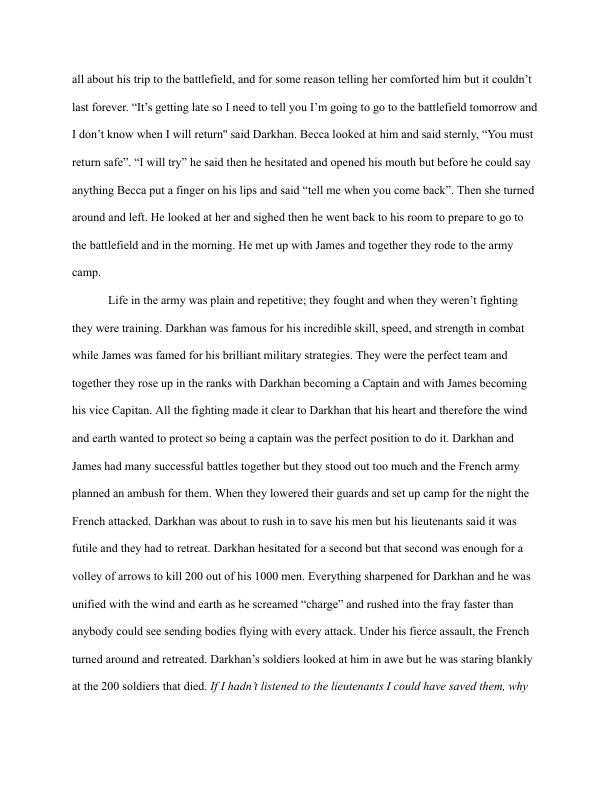 all about his trip to the battlefield, and for some reason telling her comforted him but it couldn’t
last forever. “It’s getting late so I need to tell you I’m going to go to the battlefield tomorrow and
I don’t know when I will return" said Darkhan. Becca looked at him and said sternly, “You must
return safe”. “I will try” he said then he hesitated and opened his mouth but before he could say
anything Becca put a finger on his lips and said “tell me when you come back”. Then she turned
around and left. He looked at her and sighed then he went back to his room to prepare to go to
the battlefield and in the morning. He met up with James and together they rode to the army
camp.
Life in the army was plain and repetitive; they fought and when they weren’t fighting
they were training. Darkhan was famous for his incredible skill, speed, and strength in combat
while James was famed for his brilliant military strategies. They were the perfect team and
together they rose up in the ranks with Darkhan becoming a Captain and with James becoming
his vice Capitan. All the fighting made it clear to Darkhan that his heart and therefore the wind
and earth wanted to protect so being a captain was the perfect position to do it. Darkhan and
James had many successful battles together but they stood out too much and the French army
planned an ambush for them. When they lowered their guards and set up camp for the night the
French attacked. Darkhan was about to rush in to save his men but his lieutenants said it was
futile and they had to retreat. Darkhan hesitated for a second but that second was enough for a
volley of arrows to kill 200 out of his 1000 men. Everything sharpened for Darkhan and he was
unified with the wind and earth as he screamed “charge” and rushed into the fray faster than
anybody could see sending bodies flying with every attack. Under his fierce assault, the French
turned around and retreated. Darkhan’s soldiers looked at him in awe but he was staring blankly
at the 200 soldiers that died. If I hadn’t listened to the lieutenants I could have saved them, why